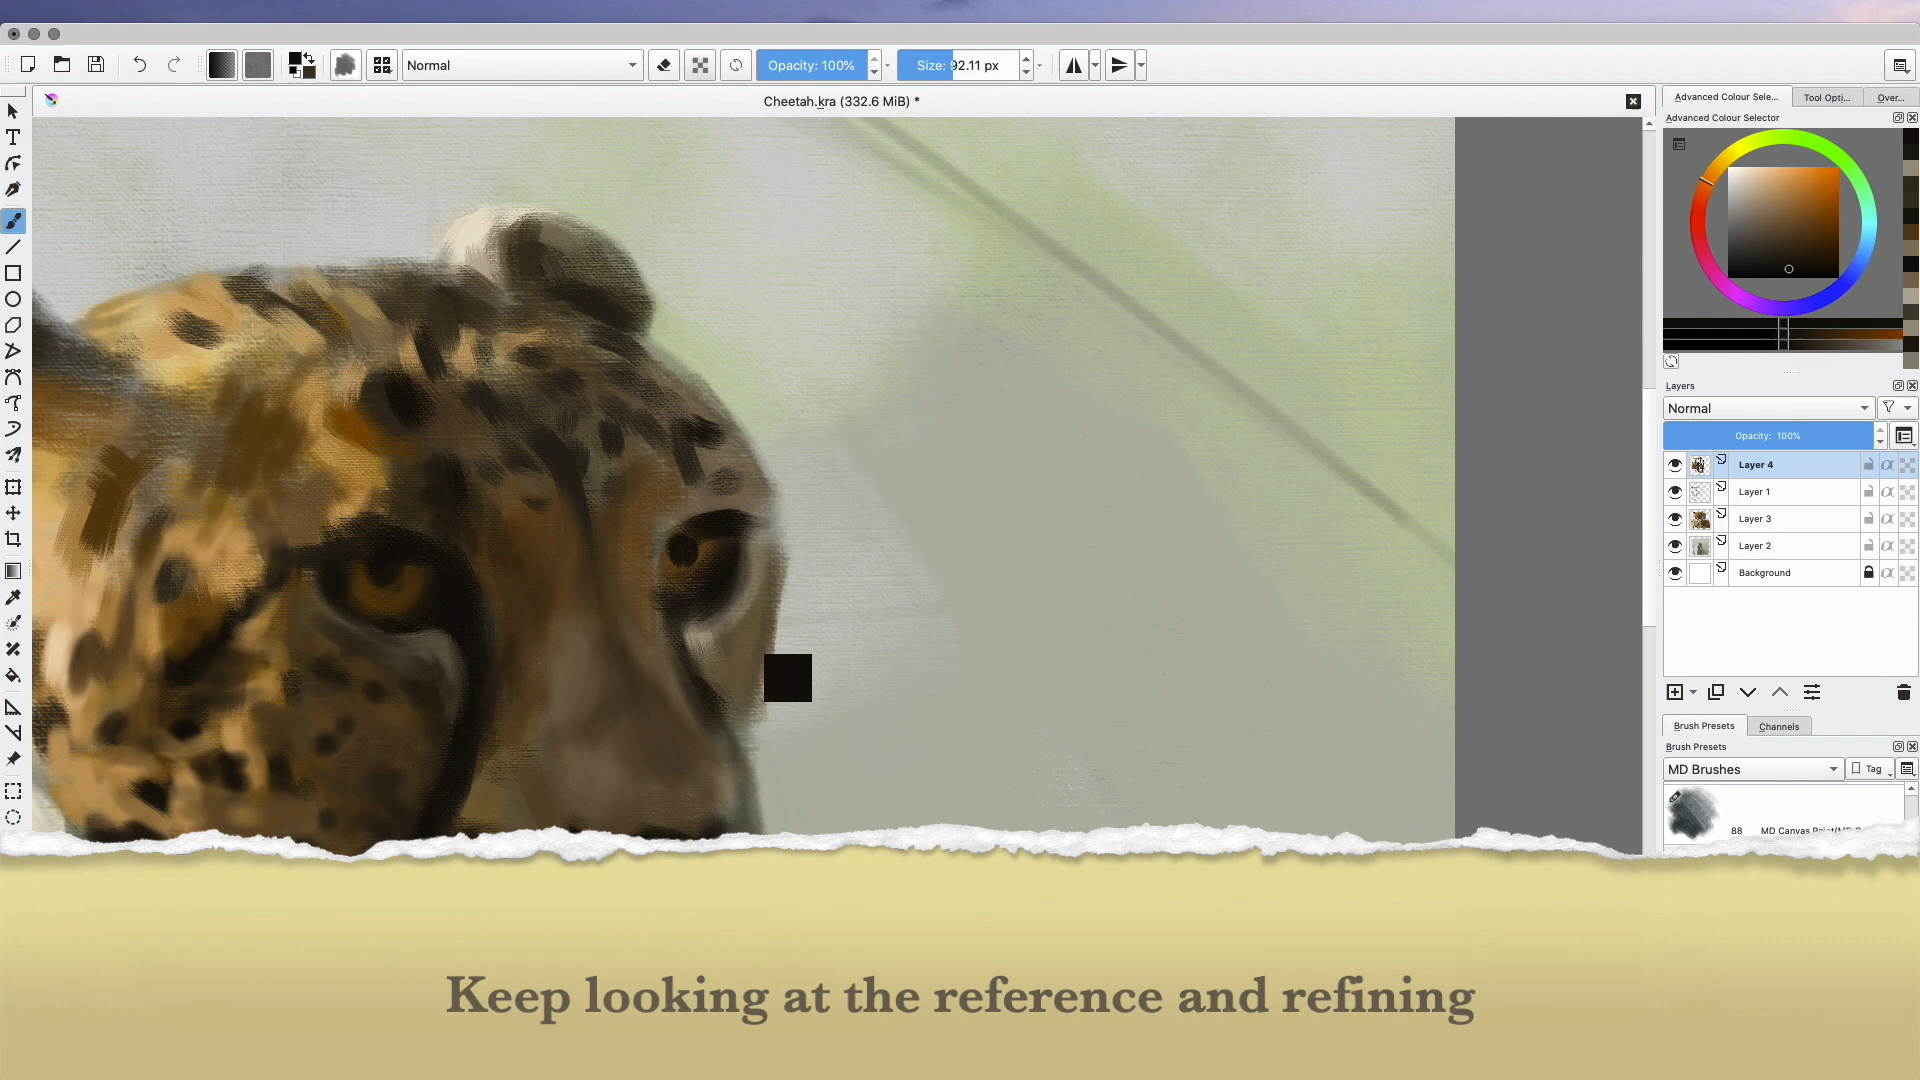 Normal
Opacity: 100%
Size: 92.11 px
Cheetah.kra (332.6 MiB) *
Advanced Colour Sele...
Tool Opti...
Over...
Advanced Colour Selector
Layers
Normal
Opacity: 100%
Layer 4
Layer 1
Layer 3
Layer 2
Background
Brush Presets
Channels
Brush Presets
MD Brushes
Tag
88 MD Canvas
Keep looking at the reference and refining